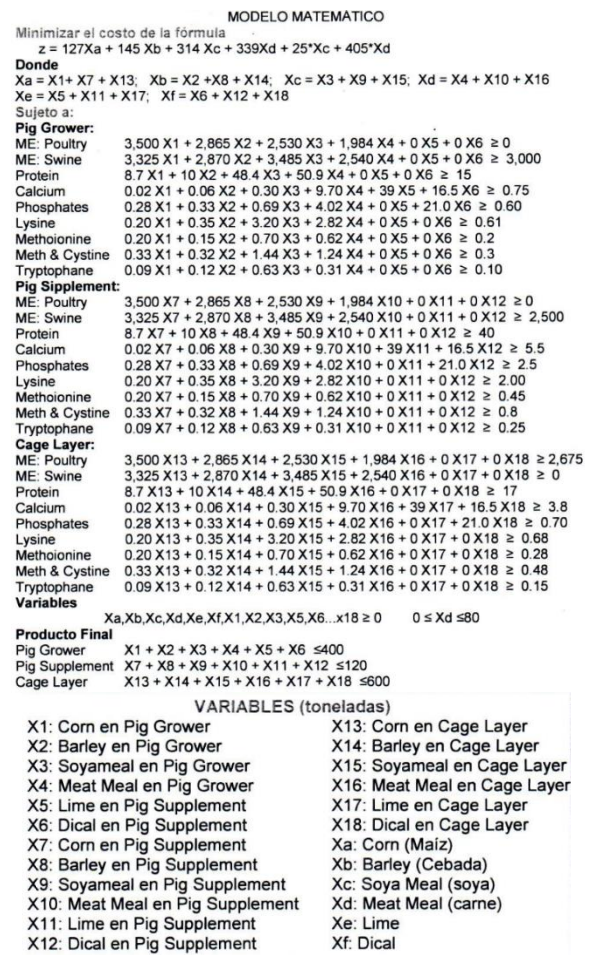 MODELO MATEMATICO
Minimizar el costo de la fórmula
z = 127Xa + 145 Xb + 314 Xc + 339Xd + 25*Xc + 405*Xd
Donde
Xa = X1+ X7 + X13; Xb = X2 +X8 + X14; Xc = X3 + X9 + X15; Xd = X4 + X10 + X16
Xe = X5 + X11 + X17; Xf = X6 + X12 + X18
Sujeto a:
Pig Grower:
ME: Poultry 3,500 X1 + 2,865 X2 + 2,530 X3 + 1,984 X4 + 0 X5 + 0 X6 ≥ 0
ME: Swine 3,325 X1 + 2,870 X2 + 3,485 X3 + 2,540 X4 + 0 X5 + 0 X6 ≥ 3,000
Protein 8.7 X1 + 10 X2 + 48.4 X3 + 50.9 X4 + 0 X5 + 0 X6 ≥ 15
Calcium 0.02 X1 + 0.06 X2 + 0.30 X3 + 9.70 X4 + 39 X5 + 16.5 X6 ≥ 0.75
Phosphates 0.28 X1 + 0.33 X2 + 0.69 X3 + 4.02 X4 + 0 X5 + 21.0 X6 ≥ 0.60
Lysine 0.20 X1 + 0.35 X2 + 3.20 X3 + 2.82 X4 + 0 X5 + 0 X6 ≥ 0.61
Methoionine 0.20 X1 + 0.15 X2 + 0.70 X3 + 0.62 X4 + 0 X5 + 0 X6 ≥ 0.2
Meth & Cystine 0.33 X1 + 0.32 X2 + 1.44 X3 + 1.24 X4 + 0 X5 + 0 X6 ≥ 0.3
Tryptophane 0.09 X1 + 0.12 X2 + 0.63 X3 + 0.31 X4 + 0 X5 + 0 X6 ≥ 0.10
Pig Sipplement:
ME: Poultry 3,500 X7 + 2,865 X8 + 2,530 X9 + 1,984 X10 + 0 X11 + 0 X12 ≥ 0
ME: Swine 3,325 X7 + 2,870 X8 + 3,485 X9 + 2,540 X10 + 0 X11 + 0 X12 ≥ 2,500
Protein 8.7 X7 + 10 X8 + 48.4 X9 + 50.9 X10 + 0 X11 + 0 X12 ≥ 40
Calcium 0.02 X7 + 0.06 X8 + 0.30 X9 + 9.70 X10 + 39 X11 + 16.5 X12 ≥ 5.5
Phosphates 0.28 X7 + 0.33 X8 + 0.69 X9 + 4.02 X10 + 0 X11 + 21.0 X12 ≥ 2.5
Lysine 0.20 X7 + 0.35 X8 + 3.20 X9 + 2.82 X10 + 0 X11 + 0 X12 ≥ 2.00
Methoionine 0.20 X7 + 0.15 X8 + 0.70 X9 + 0.62 X10 + 0 X11 + 0 X12 ≥ 0.45
Meth & Cystine 0.33 X7 + 0.32 X8 + 1.44 X9 + 1.24 X10 + 0 X11 + 0 X12 ≥ 0.8
Tryptophane 0.09 X7 + 0.12 X8 + 0.63 X9 + 0.31 X10 + 0 X11 + 0 X12 ≥ 0.25
Cage Layer:
ME: Poultry 3,500 X13 + 2,865 X14 + 2,530 X15 + 1,984 X16 + 0 X17 + 0 X18 ≥ 2,675
ME: Swine 3,325 X13 + 2,870 X14 + 3,485 X15 + 2,540 X16 + 0 X17 + 0 X18 ≥ 0
Protein 8.7 X13 + 10 X14 + 48.4 X15 + 50.9 X16 + 0 X17 + 0 X18 ≥ 17
Calcium 0.02 X13 + 0.06 X14 + 0.30 X15 + 9.70 X16 + 39 X17 + 16.5 X18 ≥ 3.8
Phosphates 0.28 X13 + 0.33 X14 + 0.69 X15 + 4.02 X16 + 0 X17 + 21.0 X18 ≥ 0.70
Lysine 0.20 X13 + 0.35 X14 + 3.20 X15 + 2.82 X16 + 0 X17 + 0 X18 ≥ 0.68
Methoionine 0.20 X13 + 0.15 X14 + 0.70 X15 + 0.62 X16 + 0 X17 + 0 X18 ≥ 0.28
Meth & Cystine 0.33 X13 + 0.32 X14 + 1.44 X15 + 1.24 X16 + 0 X17 + 0 X18 ≥ 0.48
Tryptophane 0.09 X13 + 0.12 X14 + 0.63 X15 + 0.31 X16 + 0 X17 + 0 X18 ≥ 0.15
Variables
Xa,Xb,Xc,Xd,Xe,Xf,X1,X2,X3,X5,X6...x18 ≥ 0 0 ≤ Xd ≤80
Producto Final
Pig Grower X1 + X2 + X3 + X4 + X5 + X6 ≤400
Pig Supplement X7 + X8 + X9 + X10 + X11 + X12 ≤120
Cage Layer X13 + X14 + X15 + X16 + X17 + X18 ≤600
VARIABLES (toneladas)
X1: Corn en Pig Grower
X2: Barley en Pig Grower
X3: Soyameal en Pig Grower
X4: Meat Meal en Pig Grower
X5: Lime en Pig Supplement
X6: Dical en Pig Supplement
X7: Corn en Pig Supplement
X8: Barley en Pig Supplement
X9: Soyameal en Pig Supplement
X10: Meat Meal en Pig Supplement
X11: Lime en Pig Supplement
X12: Dical en Pig Supplement
X13: Corn en Cage Layer
X14: Barley en Cage Layer
X15: Soyameal en Cage Layer
X16: Meat Meal en Cage Layer
X17: Lime en Cage Layer
X18: Dical en Cage Layer
Xa: Corn (Maíz)
Xb: Barley (Cebada)
Xc: Soya Meal (soya)
Xd: Meat Meal (carne)
Xe: Lime
Xf: Dical